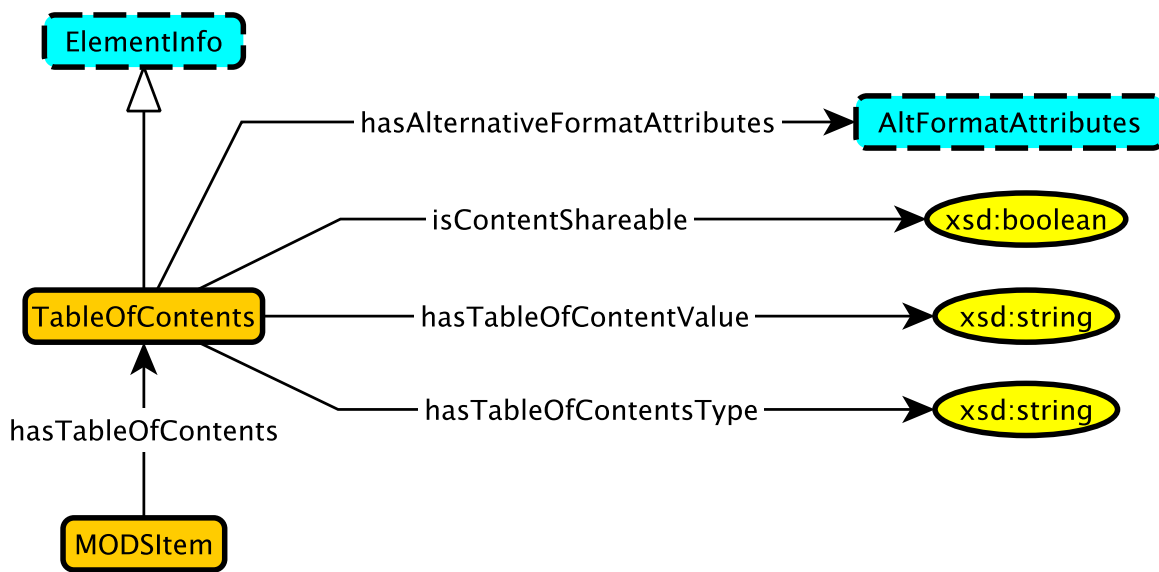 ElementInfo
hasAlternativeFormatAttributes
AltFormatAttributes
isContentShareable
xsd:boolean
TableOfContents
hasTableOfContentValue
xsd:string
hasTableOfContentsType
xsd:string
hasTableOfContents
MODSItem